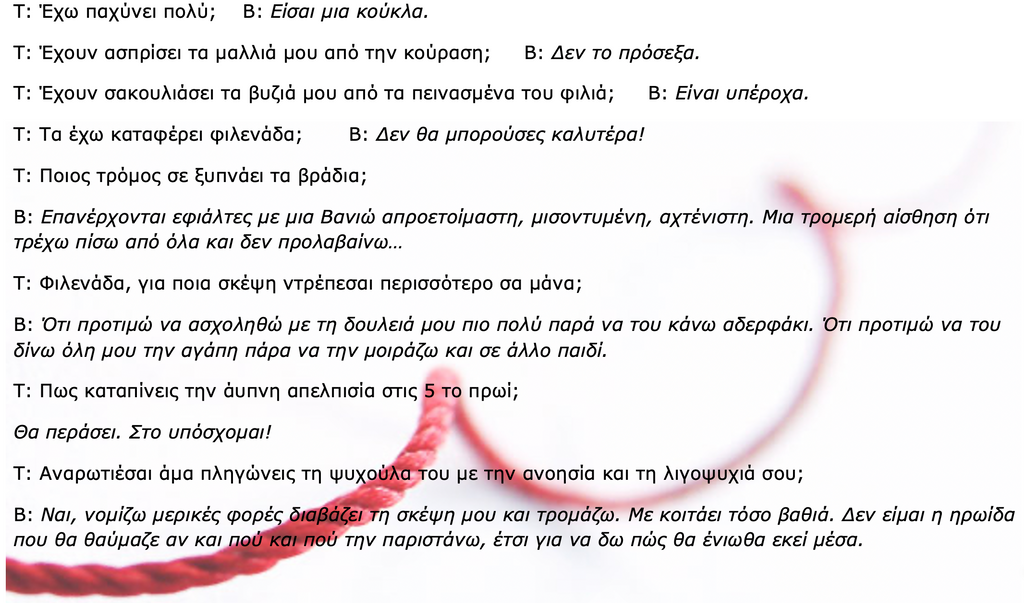 Τ: Έχω παχύνει πολύ; Β: Είσαι μια κούκλα.
Τ: Έχουν ασπρίσει τα μαλλιά μου από την κούραση; Β: Δεν το πρόσεξα.
Τ: Έχουν σακουλιάσει τα βυζιά μου από τα πεινασμένα του φιλιά; Β: Είναι υπέροχα.
Τ: Τα έχω καταφέρει φιλενάδα; Β: Δεν θα μπορούσες καλυτέρα!
Τ: Ποιος τρόμος σε ξυπνάει τα βράδια;
Β: Επανέρχονται εφιάλτες με μια Βανιώ απροετοίμαστη, μισοντυμένη, αχτένιστη. Μια τρομερή αίσθηση ότι
τρέχω πίσω από όλα και δεν προλαβαίνω…
Τ: Φιλενάδα, για ποια σκέψη ντρέπεσαι περισσότερο σα μάνα;
Β: Ότι προτιμώ να ασχοληθώ με τη δουλειά μου πιο πολύ παρά να του κάνω αδερφάκι. Ότι προτιμώ να του
δίνω όλη μου την αγάπη πάρα να την μοιράζω και σε άλλο παιδί.
Τ: Πως καταπίνεις την άυπνη απελπισία στις 5 το πρωί;
Θα περάσει. Στο υπόσχομαι!
Τ: Αναρωτιέσαι άμα πληγώνεις τη ψυχούλα του με την ανοησία και τη λιγοψυχιά σου;
Β: Ναι, νομίζω μερικές φορές διαβάζει τη σκέψη μου και τρομάζω. Με κοιτάει τόσο βαθιά. Δεν είμαι η ηρωίδα
που θα θαύμαζε αν και πού και πού την παριστάνω, έτσι για να δω πώς θα ένιωθα εκεί μέσα.